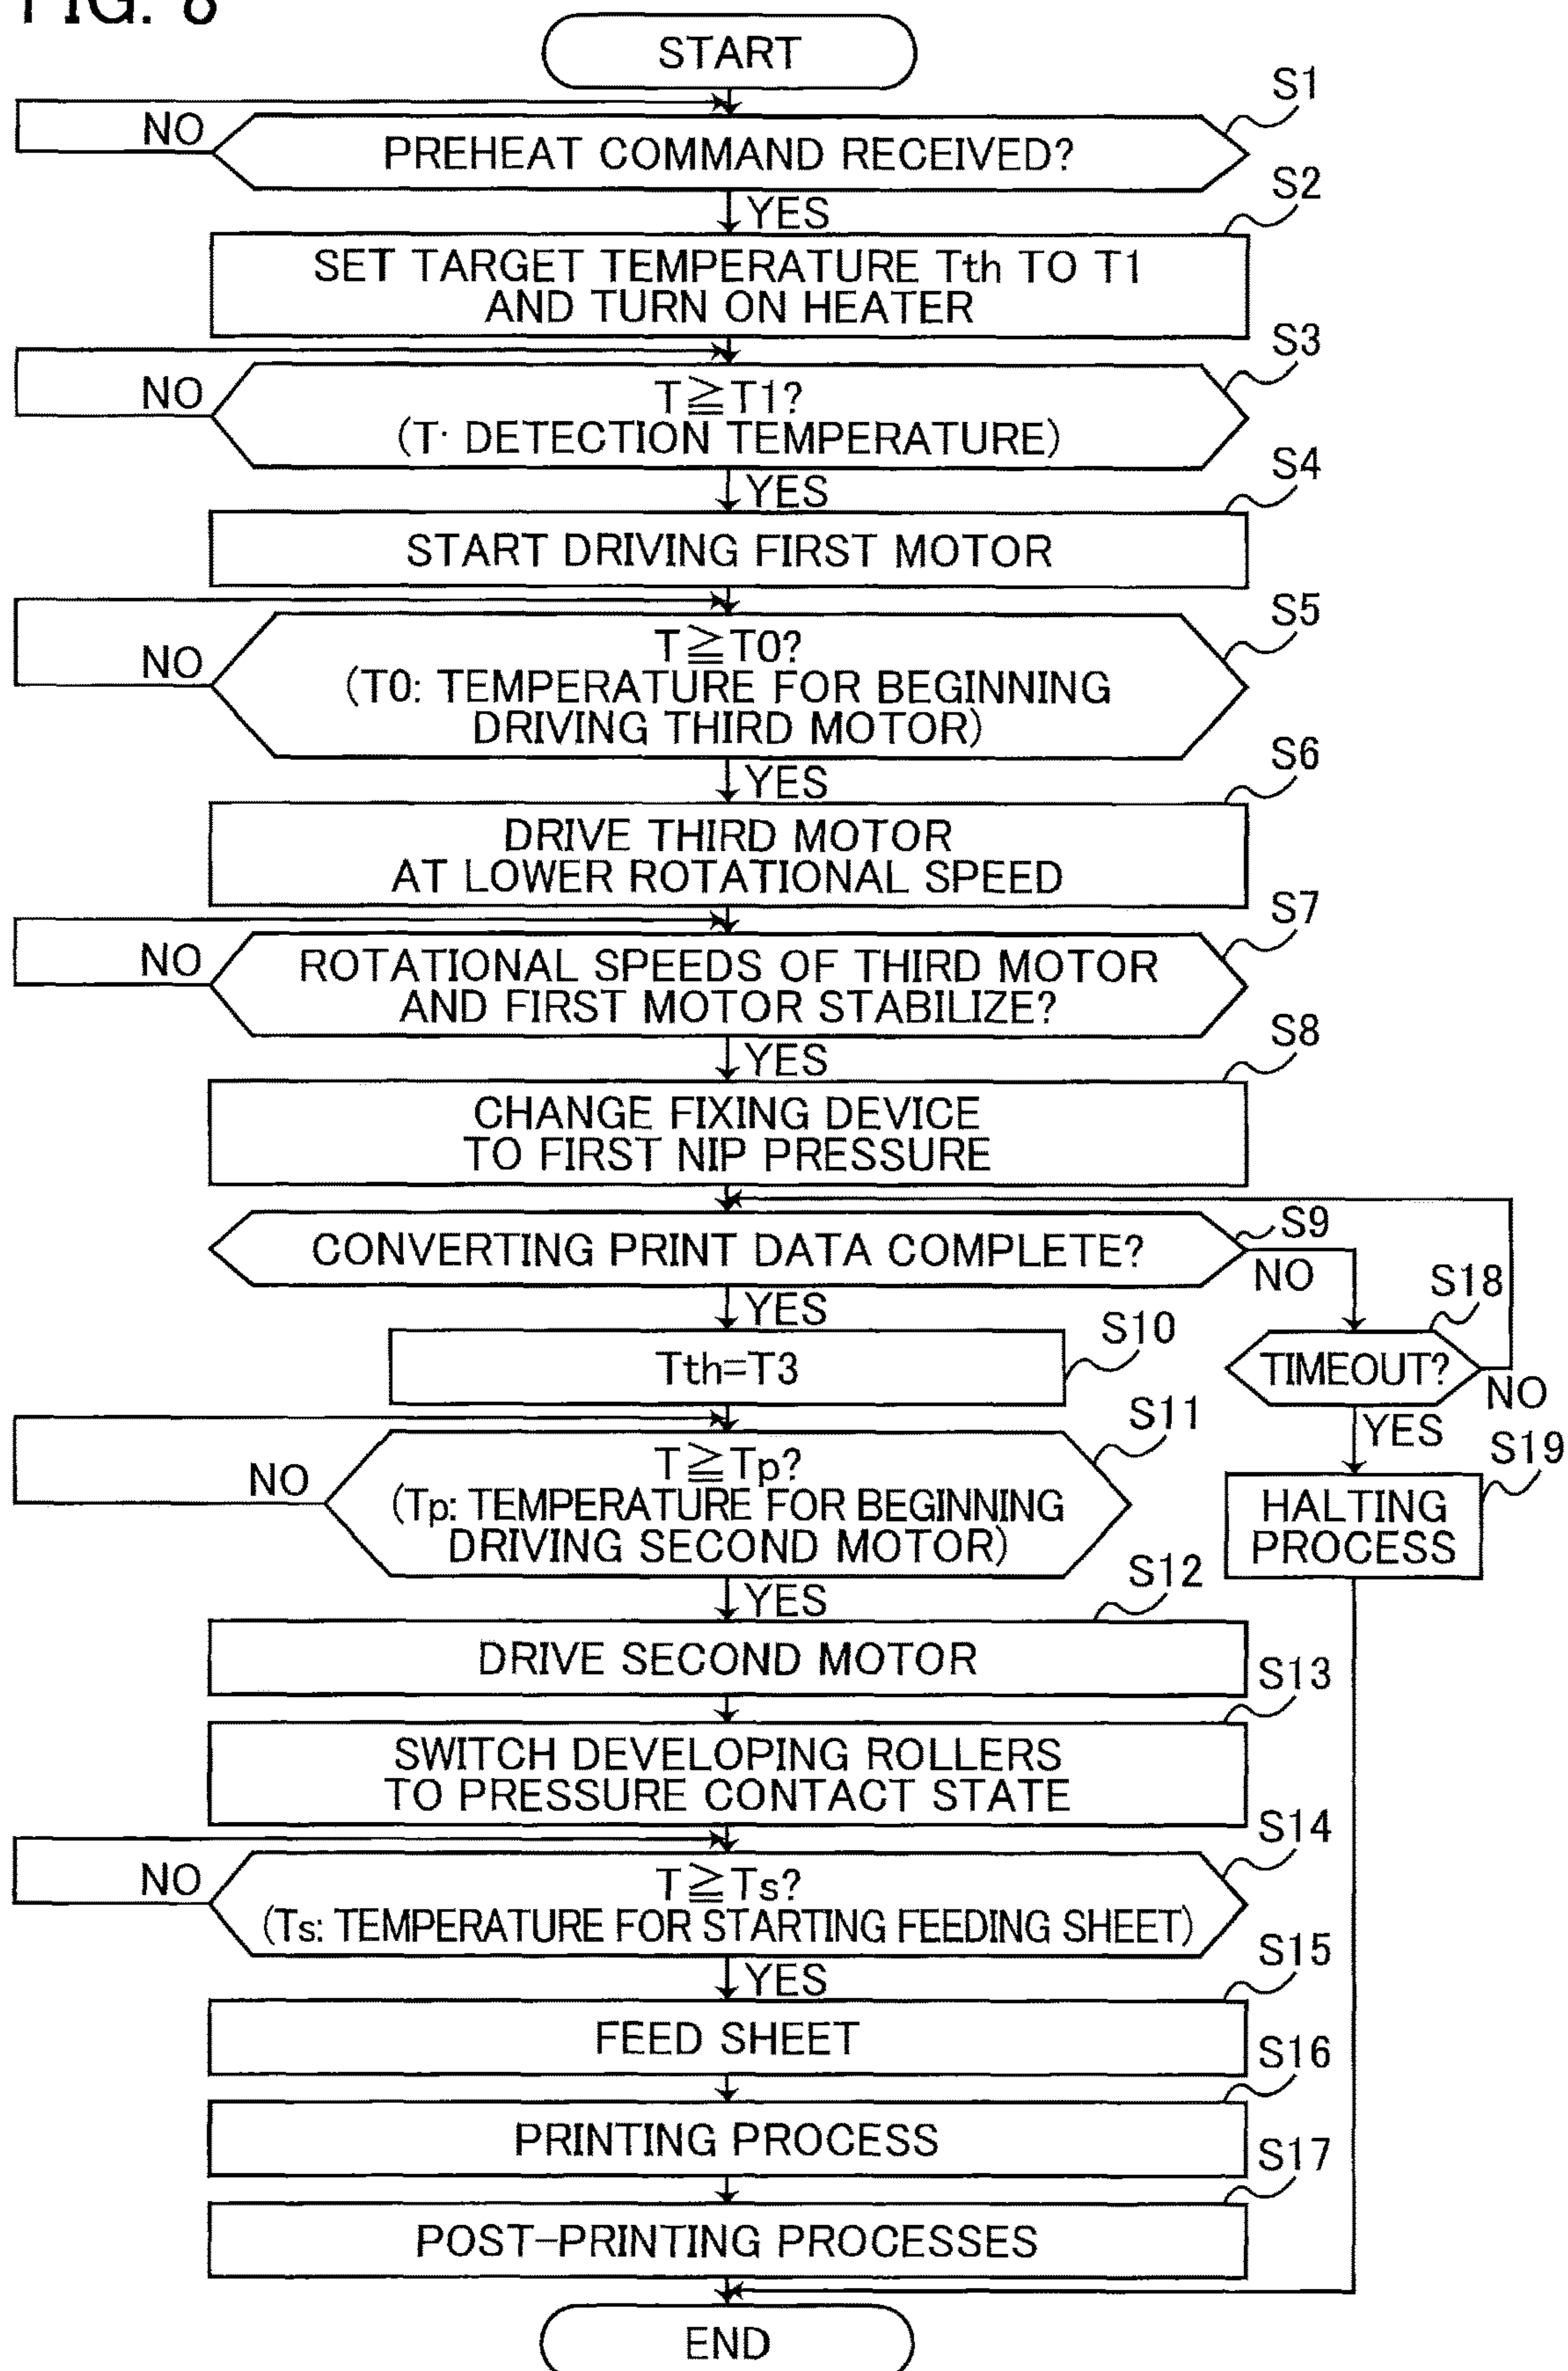 FIG. 8
START
S1
NO
PREHEAT COMMAND RECEIVED?
S2
YES
SET TARGET TEMPERATURE Tth TO T1
AND TURN ON HEATER
S3
NO
T≧T1?
(T· DETECTION TEMPERATURE)
S4
YES
START DRIVING FIRST MOTOR
S5
NO
T≧T0?
(T0: TEMPERATURE FOR BEGINNING
DRIVING THIRD MOTOR)
S6
YES
DRIVE THIRD MOTOR
AT LOWER ROTATIONAL SPEED
S7
NO
ROTATIONAL SPEEDS OF THIRD MOTOR
AND FIRST MOTOR STABILIZE?
S8
YES
CHANGE FIXING DEVICE
TO FIRST NIP PRESSURE
S9
CONVERTING PRINT DATA COMPLETE?
NO
S18
YES
S10
Tth=T3
TIMEOUT?
NO
S11
YES
S19
NO
T≧Tp?
(Tp: TEMPERATURE FOR BEGINNING
DRIVING SECOND MOTOR)
HALTING
PROCESS
S12
YES
DRIVE SECOND MOTOR
S13
SWITCH DEVELOPING ROLLERS
TO PRESSURE CONTACT STATE
S14
NO
T≧Ts?
(Ts: TEMPERATURE FOR STARTING FEEDING SHEET)
S15
YES
FEED SHEET
S16
PRINTING PROCESS
S17
POST-PRINTING PROCESSES
END